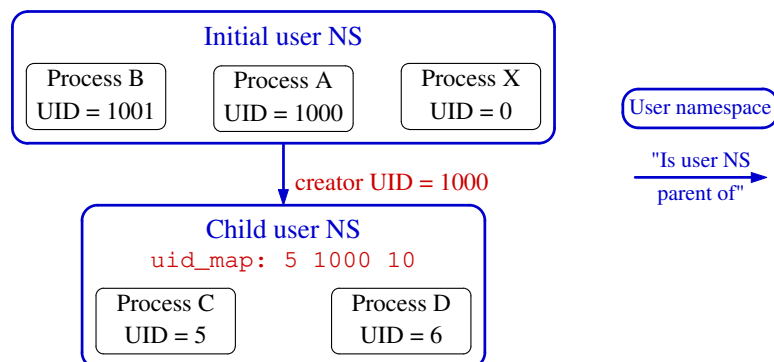 Initial user NS
Process B
UID = 1001
Process A
UID = 1000
Process X
UID = 0
creator UID = 1000
Child user NS
uid_map: 5 1000 10
Process C
UID = 5
Process D
UID = 6
User namespace
"Is user NS
parent of"